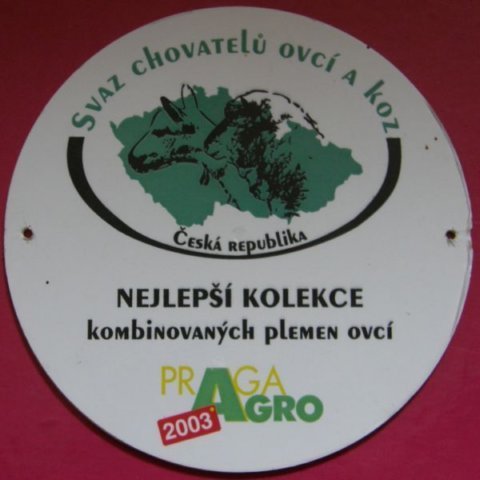 Svaz chovatelů ovcí a koz
Česká republika
NEJLEPŠÍ KOLEKCE
kombinovaných plemen ovcí
PRAGA
AGRO
2003